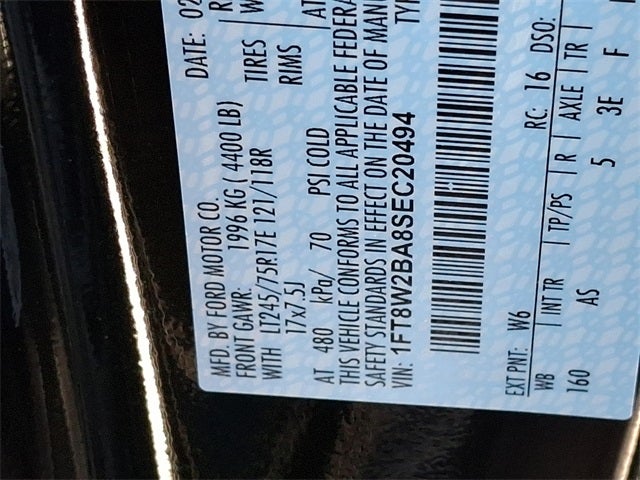 MFD. BY FORD MOTOR CO. DATE: 02
FRONT GAWR: 1996 KG ( 4400 LB) R
WITH LT245/75R17E 121/118R TIRES W
17x7.5J RIMS
AT 480 kPa/ 70 PSI COLD AT
THIS VEHICLE CONFORMS TO ALL APPLICABLE FEDERA
SAFETY STANDARDS IN EFFECT ON THE DATE OF MANU
VIN: 1FT8W2BA8SEC20494 TY
EXT PNT: W6 RC: 16 DSO:
WB INT TR TP/PS R AXLE TR
160 AS 5 3E F